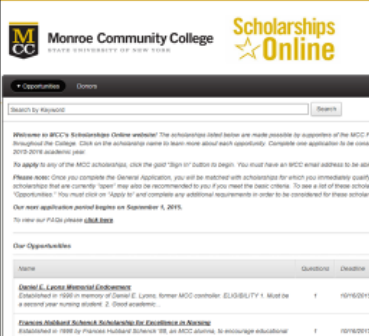 MCC
Monroe Community College
STATE UNIVERSITY OF NEW YORK
Scholarships
Online
Opportunities
Donors
Search by Keyword
Search
Welcome to MCC's Scholarships Online website! The scholarships listed below are made possible by supporters of the MCC F
throughout the College. Click on the scholarship name to learn more about each opportunity. Complete one application to be cons
2015-2016 academic year.
To apply to any of the MCC scholarships, click the gold "Sign In" button to begin. You must have an MCC email address to be abl
Please note: Once you complete the General Application, you will be matched with scholarships for which you immediately qualify
scholarships that are currently "open" may also be recommended to you if you meet the basic criteria. To see a list of these schola
"Opportunities." You must click on "Apply to" and complete any additional requirements in order to be considered for these scholar
Our next application period begins on September 1, 2015.
To view our FAQs please click here
Our Opportunities
Name
Questions
Deadline
Daniel E. Lyons Memorial Endowment
Established in 1998 in memory of Daniel E. Lyons, former MCC controller. ELIGIBILITY 1. Must be
a second year nursing student. 2. Good academic...
1
10/16/2015
Frances Hubbard Schenck Scholarship for Excellence in Nursing
Established in 1998 by Frances Hubbard Schenck '68, an MCC alumna, to encourage educational
1
10/16/2015